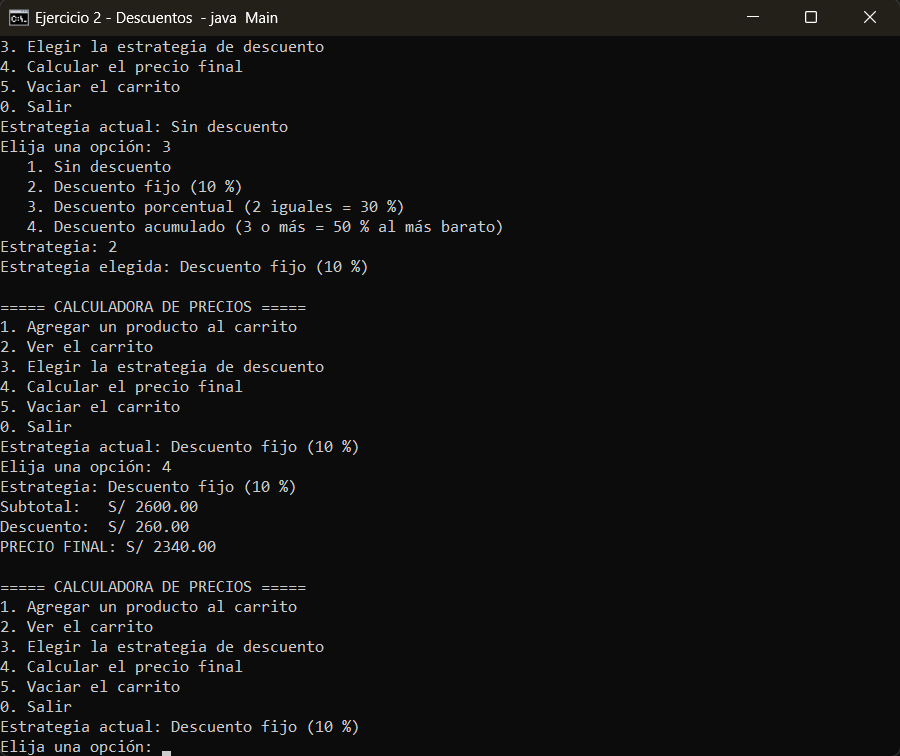 Ejercicio 2 - Descuentos - java Main
3. Elegir la estrategia de descuento
4. Calcular el precio final
5. Vaciar el carrito
0. Salir
Estrategia actual: Sin descuento
Elija una opción: 3
   1. Sin descuento
   2. Descuento fijo (10 %)
   3. Descuento porcentual (2 iguales = 30 %)
   4. Descuento acumulado (3 o más = 50 % al más barato)
Estrategia: 2
Estrategia elegida: Descuento fijo (10 %)

===== CALCULADORA DE PRECIOS =====
1. Agregar un producto al carrito
2. Ver el carrito
3. Elegir la estrategia de descuento
4. Calcular el precio final
5. Vaciar el carrito
0. Salir
Estrategia actual: Descuento fijo (10 %)
Elija una opción: 4
Estrategia: Descuento fijo (10 %)
Subtotal:   S/ 2600.00
Descuento:  S/ 260.00
PRECIO FINAL: S/ 2340.00

===== CALCULADORA DE PRECIOS =====
1. Agregar un producto al carrito
2. Ver el carrito
3. Elegir la estrategia de descuento
4. Calcular el precio final
5. Vaciar el carrito
0. Salir
Estrategia actual: Descuento fijo (10 %)
Elija una opción: